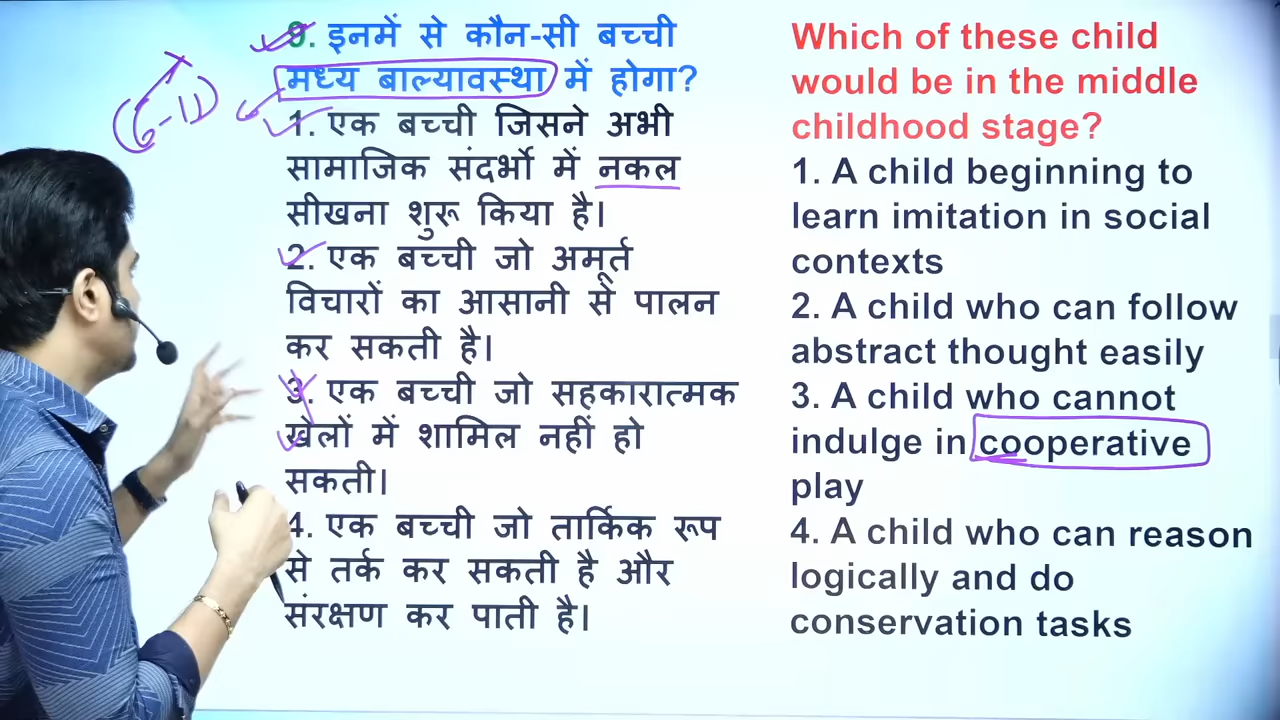 9. इनमें से कौन-सी बच्ची
मध्य बाल्यावस्था में होगा?
(6-11)
1. एक बच्ची जिसने अभी
सामाजिक संदर्भो में नकल
सीखना शुरू किया है।
2. एक बच्ची जो अमूर्त
विचारों का आसानी से पालन
कर सकती है।
3. एक बच्ची जो सहकारात्मक
खेलों में शामिल नहीं हो
सकती।
4. एक बच्ची जो तार्किक रूप
से तर्क कर सकती है और
संरक्षण कर पाती है।
Which of these child
would be in the middle
childhood stage?
1. A child beginning to
learn imitation in social
contexts
2. A child who can follow
abstract thought easily
3. A child who cannot
indulge in cooperative
play
4. A child who can reason
logically and do
conservation tasks